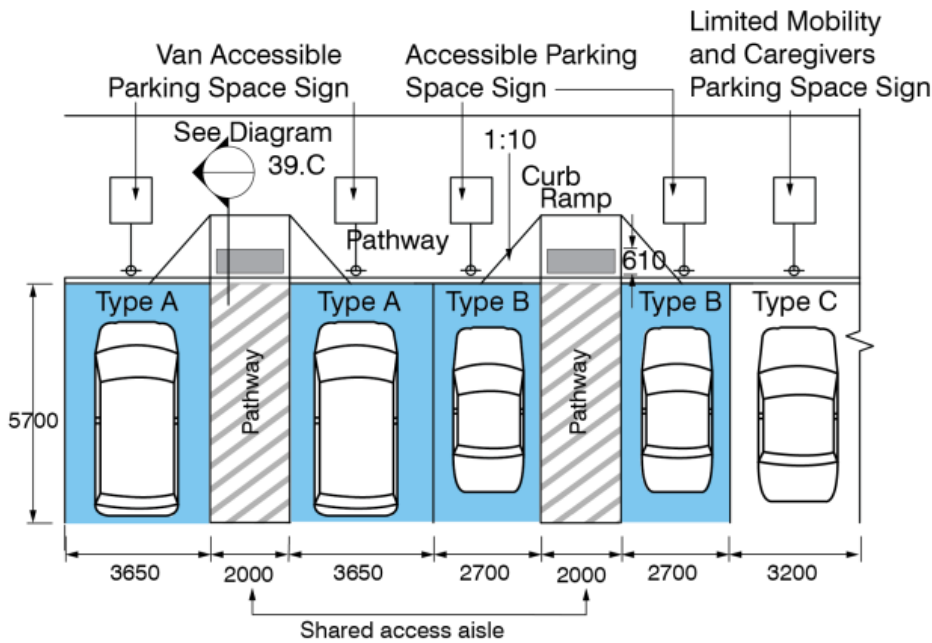 Van Accessible
Parking Space Sign
Accessible Parking
Space Sign
Limited Mobility
and Caregivers
Parking Space Sign
See Diagram
39.C
1:10
Curb
Ramp
Pathway
610
Type A
Type A
Type B
Type B
Type C
Pathway
Pathway
5700
3650
2000
3650
2700
2000
2700
3200
Shared access aisle